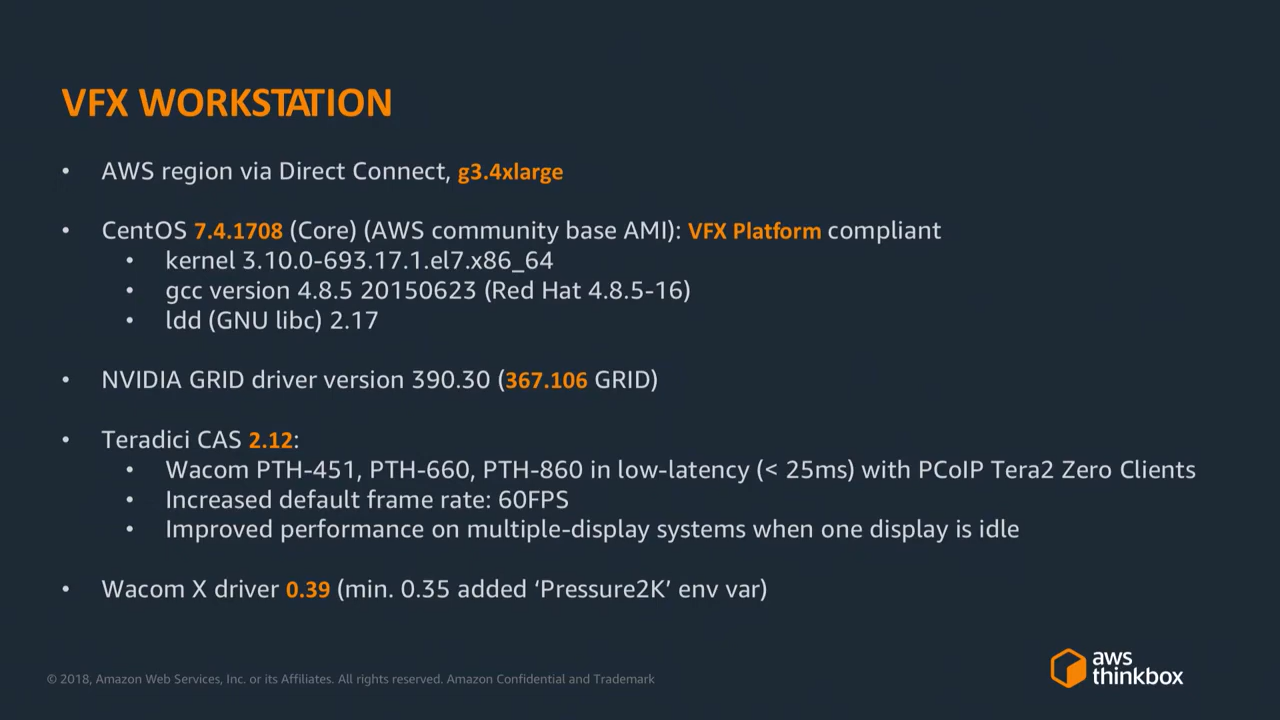 VFX WORKSTATION
• AWS region via Direct Connect, g3.4xlarge
• CentOS 7.4.1708 (Core) (AWS community base AMI): VFX Platform compliant
• kernel 3.10.0-693.17.1.el7.x86_64
• gcc version 4.8.5 20150623 (Red Hat 4.8.5-16)
• ldd (GNU libc) 2.17
• NVIDIA GRID driver version 390.30 (367.106 GRID)
• Teradici CAS 2.12:
• Wacom PTH-451, PTH-660, PTH-860 in low-latency (< 25ms) with PCoIP Tera2 Zero Clients
• Increased default frame rate: 60FPS
• Improved performance on multiple-display systems when one display is idle
• Wacom X driver 0.39 (min. 0.35 added ‘Pressure2K’ env var)
© 2018, Amazon Web Services, Inc. or its Affiliates. All rights reserved. Amazon Confidential and Trademark
aws
thinkbox